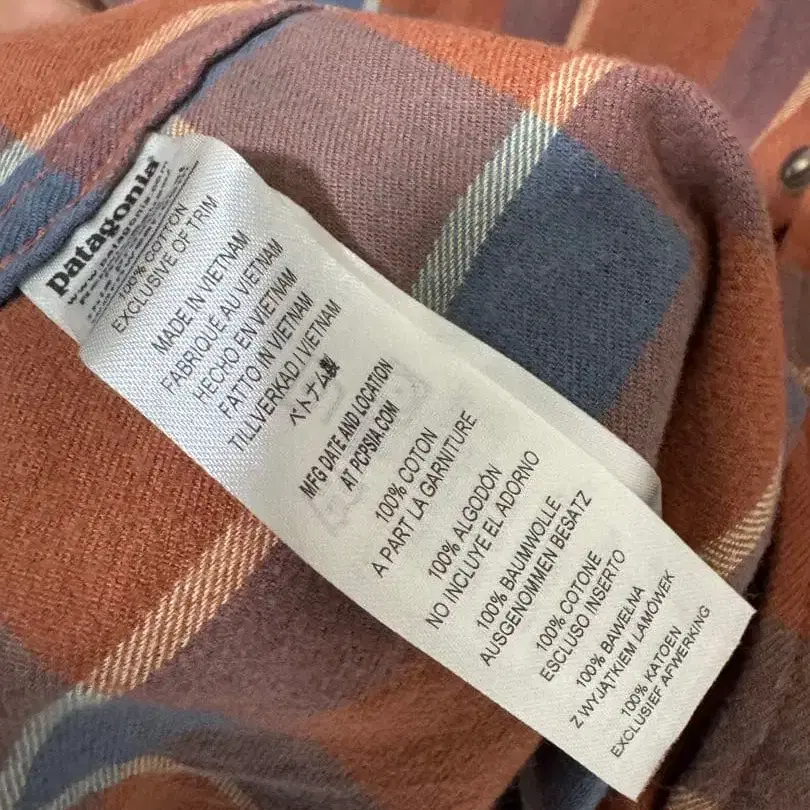 patagonia
100% COTTON
EXCLUSIVE OF TRIM
MADE IN VIETNAM
FABRIQUE AU VIETNAM
HECHO EN VIETNAM
FATTO IN VIETNAM
TILLVERKAD I VIETNAM
ベトナム製
MFG DATE AND LOCATION
AT PCPSIA.COM
100% COTON
A PART LA GARNITURE
100% ALGODÓN
NO INCLUYE EL ADORNO
100% BAUMWOLLE
AUSGENOMMEN BESATZ
100% COTONE
ESCLUSO INSERTO
100% BAWEŁNA
Z WYJĄTKIEM LAMÓWEK
100% KATOEN
EXCLUSIEF AFWERKING